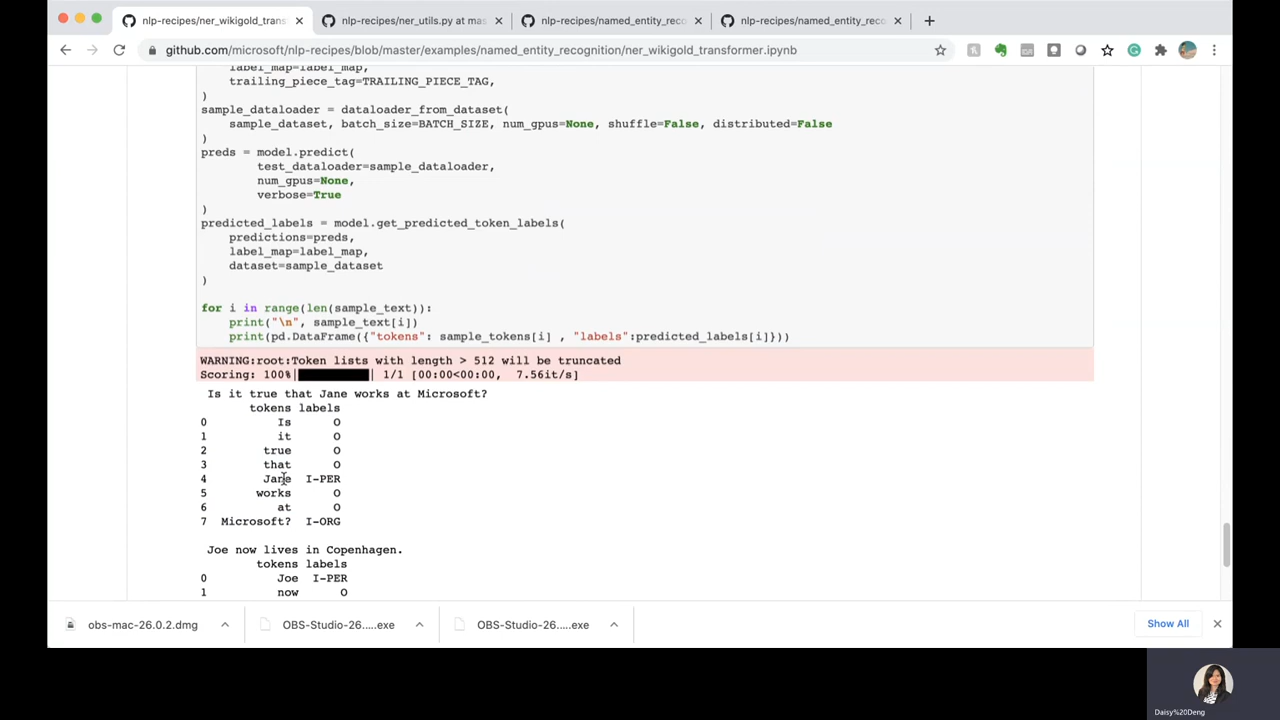 nlp-recipes/ner_wikigold_trans
nlp-recipes/ner_utils.py at mas
nlp-recipes/named_entity_reco
nlp-recipes/named_entity_reco
github.com/microsoft/nlp-recipes/blob/master/examples/named_entity_recognition/ner_wikigold_transformer.ipynb
label_map=label_map,
trailing_piece_tag=TRAILING_PIECE_TAG,
)
sample_dataloader = dataloader_from_dataset(
sample_dataset, batch_size=BATCH_SIZE, num_gpus=None, shuffle=False, distributed=False
)
preds = model.predict(
test_dataloader=sample_dataloader,
num_gpus=None,
verbose=True
)
predicted_labels = model.get_predicted_token_labels(
predictions=preds,
label_map=label_map,
dataset=sample_dataset
)
for i in range(len(sample_text)):
print("\n", sample_text[i])
print(pd.DataFrame({"tokens": sample_tokens[i] , "labels":predicted_labels[i]}))
WARNING:root:Token lists with length > 512 will be truncated
Scoring: 100%|██████████| 1/1 [00:00<00:00, 7.56it/s]
Is it true that Jane works at Microsoft?
tokens labels
0 Is O
1 it O
2 true O
3 that O
4 Jane I-PER
5 works O
6 at O
7 Microsoft? I-ORG
Joe now lives in Copenhagen.
tokens labels
0 Joe I-PER
1 now O
obs-mac-26.0.2.dmg
OBS-Studio-26.....exe
OBS-Studio-26.....exe
Show All
Daisy%20Deng